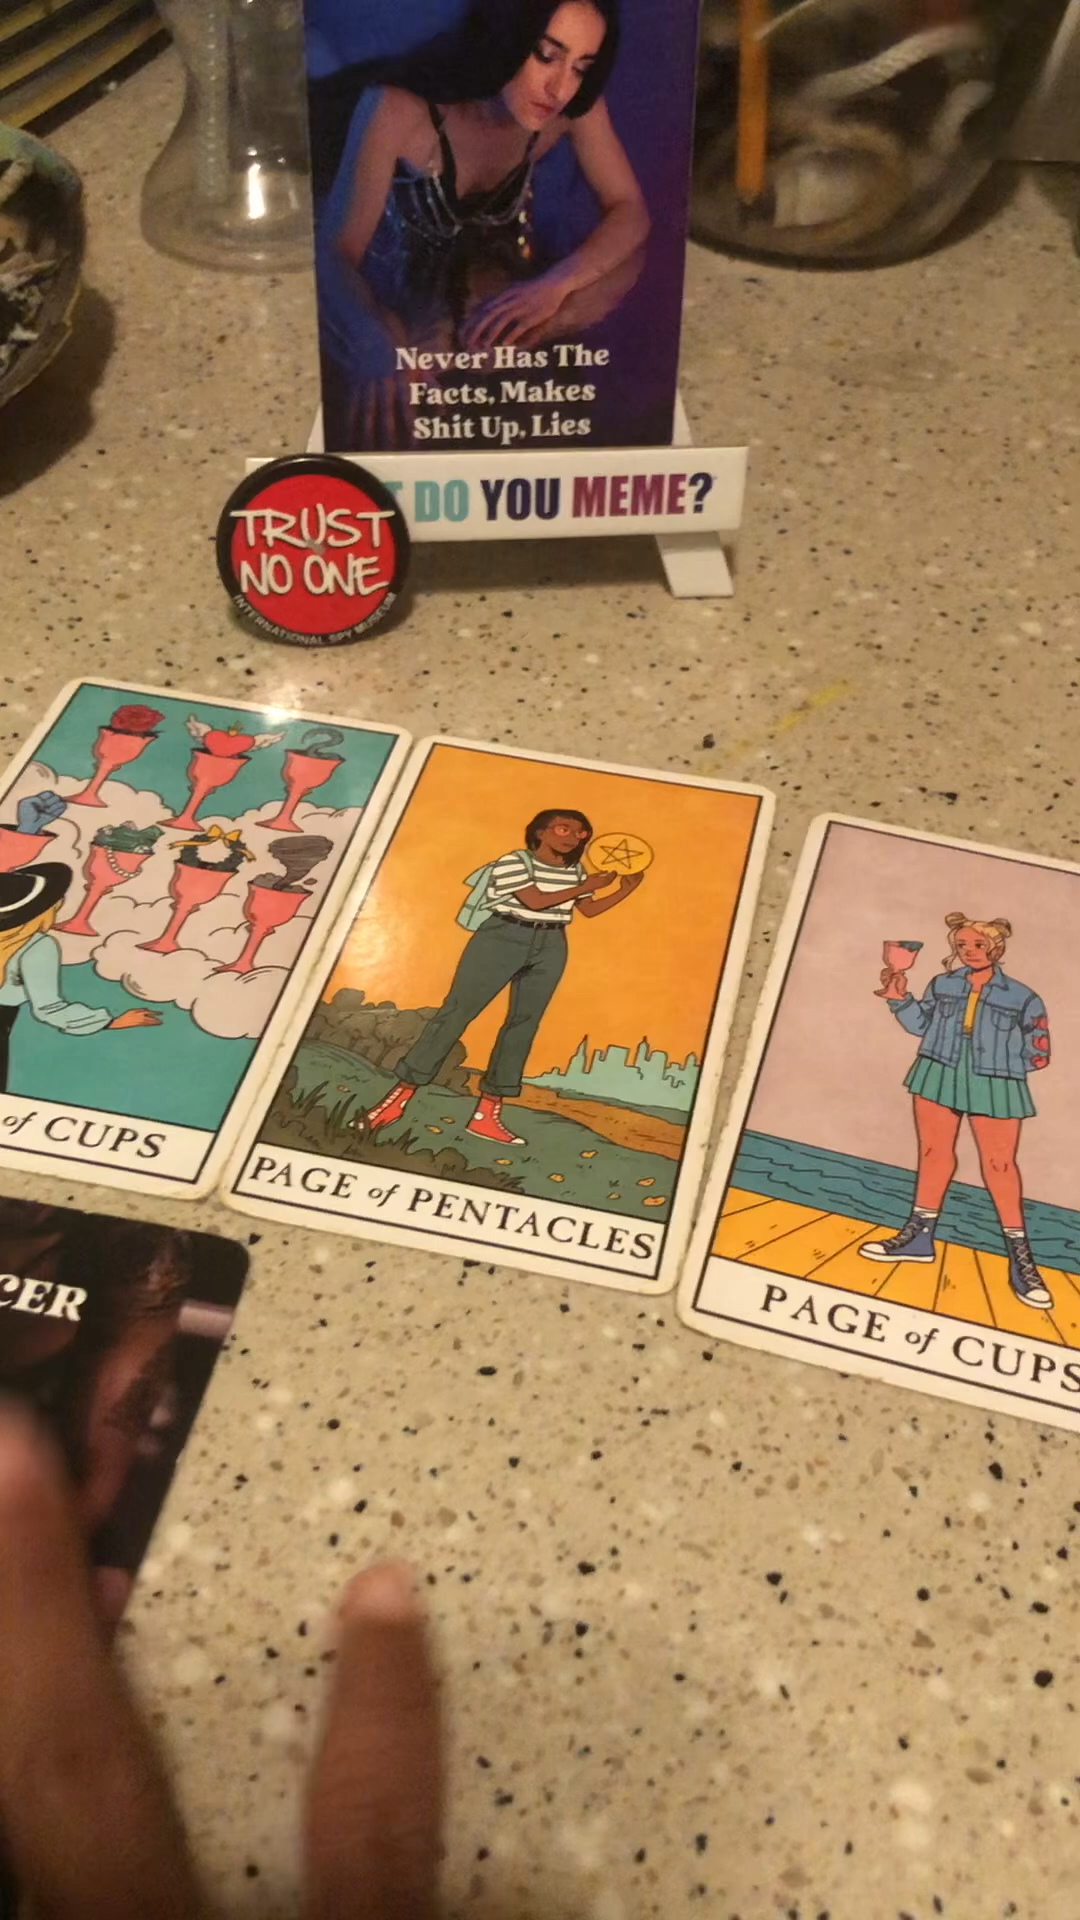 Never Has The
Facts, Makes
Shit Up, Lies
DO YOU MEME?
TRUST
NO ONE
INTERNATIONAL SPY MUSEUM
of CUPS
PAGE of PENTACLES
PAGE of CUPS
CER